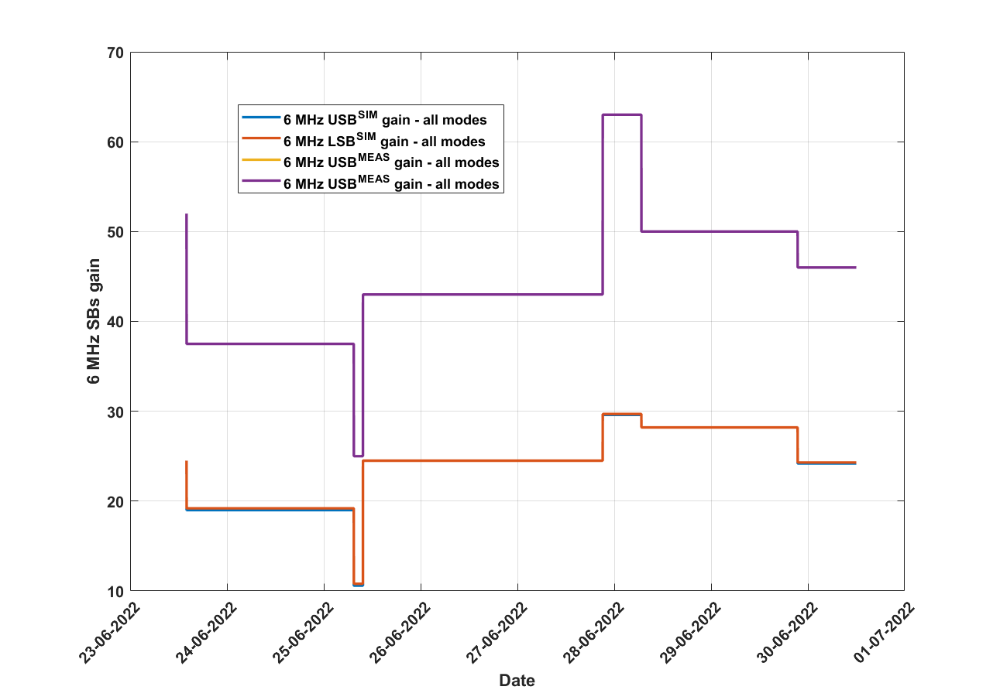 70
60
50
40
30
20
10
6 MHz SBs gain
6 MHz USB^SIM gain - all modes
6 MHz LSB^SIM gain - all modes
6 MHz USB^MEAS gain - all modes
6 MHz USB^MEAS gain - all modes
23-06-2022
24-06-2022
25-06-2022
26-06-2022
27-06-2022
28-06-2022
29-06-2022
30-06-2022
01-07-2022
Date